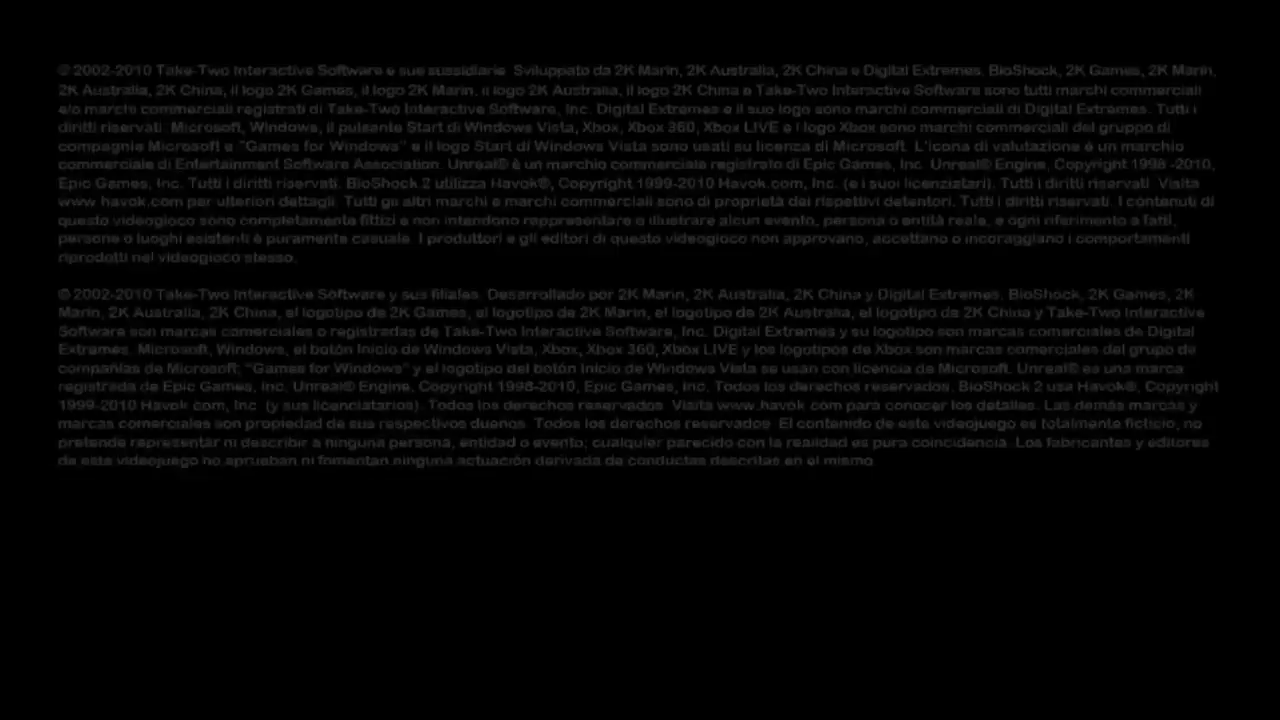 © 2002-2010 Take-Two Interactive Software e sue sussidiarie. Sviluppato da 2K Marin, 2K Australia, 2K China e Digital Extremes. BioShock, 2K Games, 2K Marin,
2K Australia, 2K China, il logo 2K Games, il logo 2K Marin, il logo 2K Australia, il logo 2K China e Take-Two Interactive Software sono tutti marchi commerciali
e/o marchi commerciali registrati di Take-Two Interactive Software, Inc. Digital Extremes e il suo logo sono marchi commerciali di Digital Extremes. Tutti i
diritti riservati. Microsoft, Windows, il pulsante Start di Windows Vista, Xbox, Xbox 360, Xbox LIVE e i logo Xbox sono marchi commerciali del gruppo di
compagnie Microsoft e "Games for Windows" e il logo Start di Windows Vista sono usati su licenza di Microsoft. L'icona di valutazione è un marchio
commerciale di Entertainment Software Association. Unreal® è un marchio commerciale registrato di Epic Games, Inc. Unreal® Engine, Copyright 1998 -2010,
Epic Games, Inc. Tutti i diritti riservati. BioShock 2 utilizza Havok®, Copyright 1999-2010 Havok.com, Inc. (e i suoi licenziatari). Tutti i diritti riservati. Visita
www.havok.com per ulteriori dettagli. Tutti gli altri marchi e marchi commerciali sono di proprietà dei rispettivi detentori. Tutti i diritti riservati. I contenuti di
questo videogioco sono completamente fittizi e non intendono rappresentare o illustrare alcun evento, persona o entità reale, e ogni riferimento a fatti,
persone o luoghi esistenti è puramente casuale. I produttori e gli editori di questo videogioco non approvano, accettano o incoraggiano i comportamenti
riprodotti nel videogioco stesso.
© 2002-2010 Take-Two Interactive Software y sus filiales. Desarrollado por 2K Marin, 2K Australia, 2K China y Digital Extremes. BioShock, 2K Games, 2K
Marin, 2K Australia, 2K China, el logotipo de 2K Games, el logotipo de 2K Marin, el logotipo de 2K Australia, el logotipo de 2K China y Take-Two Interactive
Software son marcas comerciales o registradas de Take-Two Interactive Software, Inc. Digital Extremes y su logotipo son marcas comerciales de Digital
Extremes. Microsoft, Windows, el botón Inicio de Windows Vista, Xbox, Xbox 360, Xbox LIVE y los logotipos de Xbox son marcas comerciales del grupo de
compañías de Microsoft; "Games for Windows" y el logotipo del botón Inicio de Windows Vista se usan con licencia de Microsoft. Unreal® es una marca
registrada de Epic Games, Inc. Unreal® Engine, Copyright 1998-2010, Epic Games, Inc. Todos los derechos reservados. BioShock 2 usa Havok®, Copyright
1999-2010 Havok.com, Inc. (y sus licenciatarios). Todos los derechos reservados. Visita www.havok.com para conocer los detalles. Las demás marcas y
marcas comerciales son propiedad de sus respectivos duenos. Todos los derechos reservados. El contenido de este videojuego es totalmente ficticio, no
pretende representar ni describir a ninguna persona, entidad o evento; cualquier parecido con la realidad es pura coincidencia. Los fabricantes y editores
de este videojuego no aprueban ni fomentan ninguna actuación derivada de conductas descritas en el mismo.